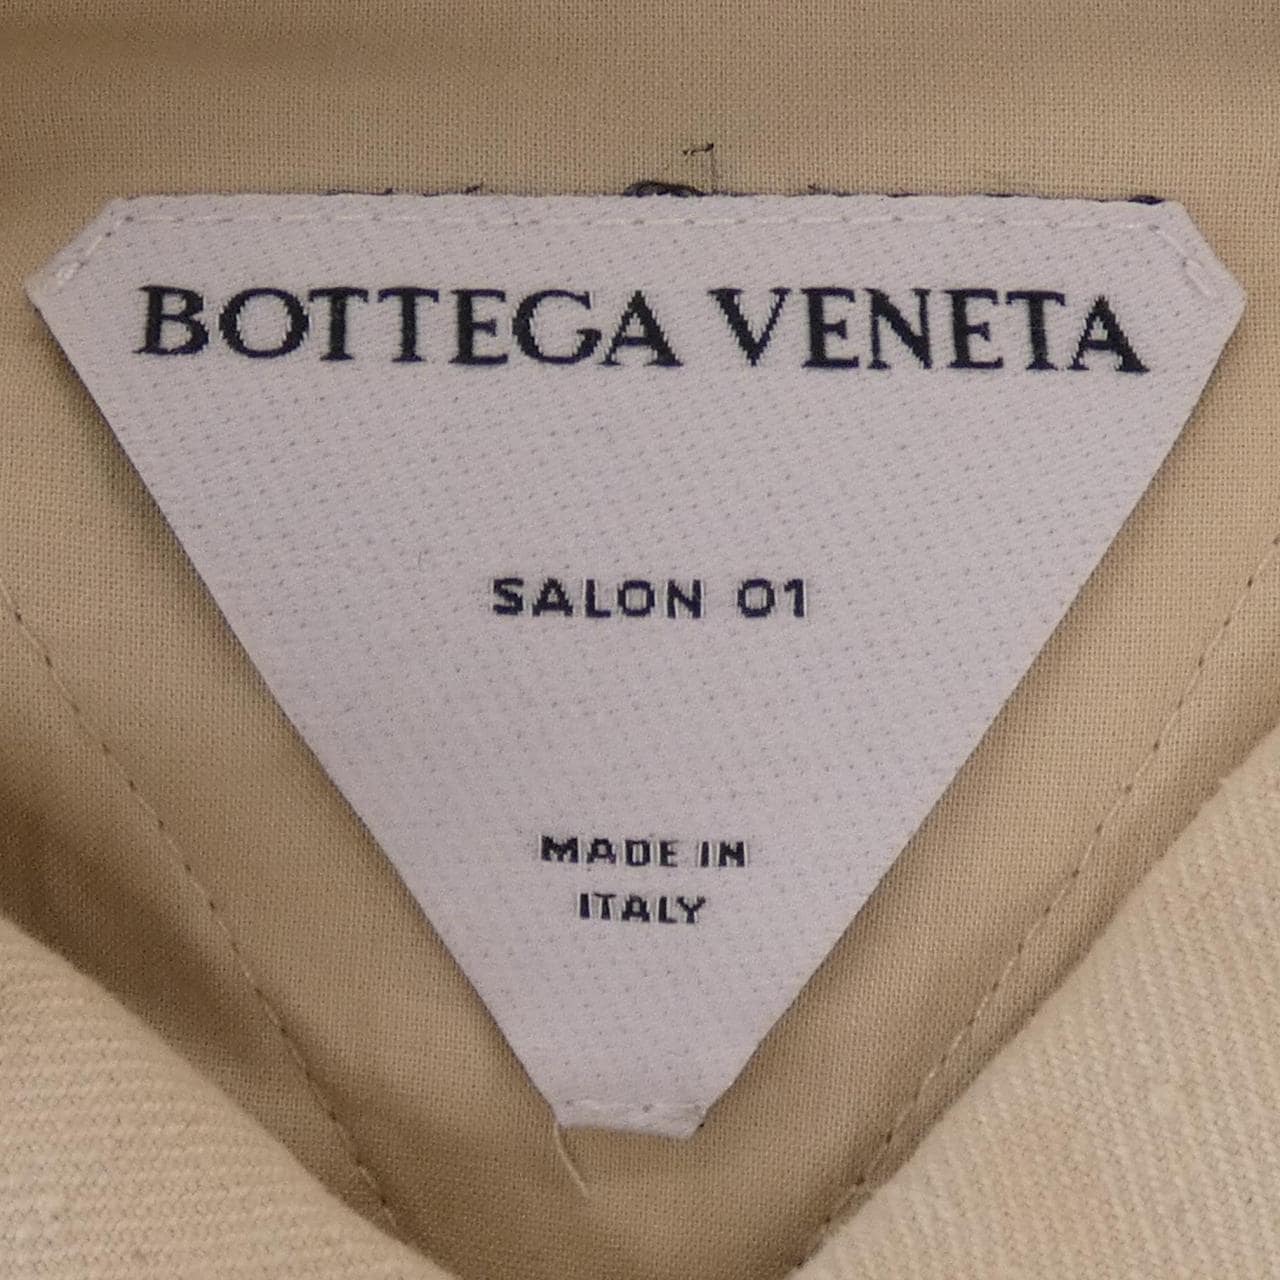 BOTTEGA VENETA
SALON 01
MADE IN
ITALY